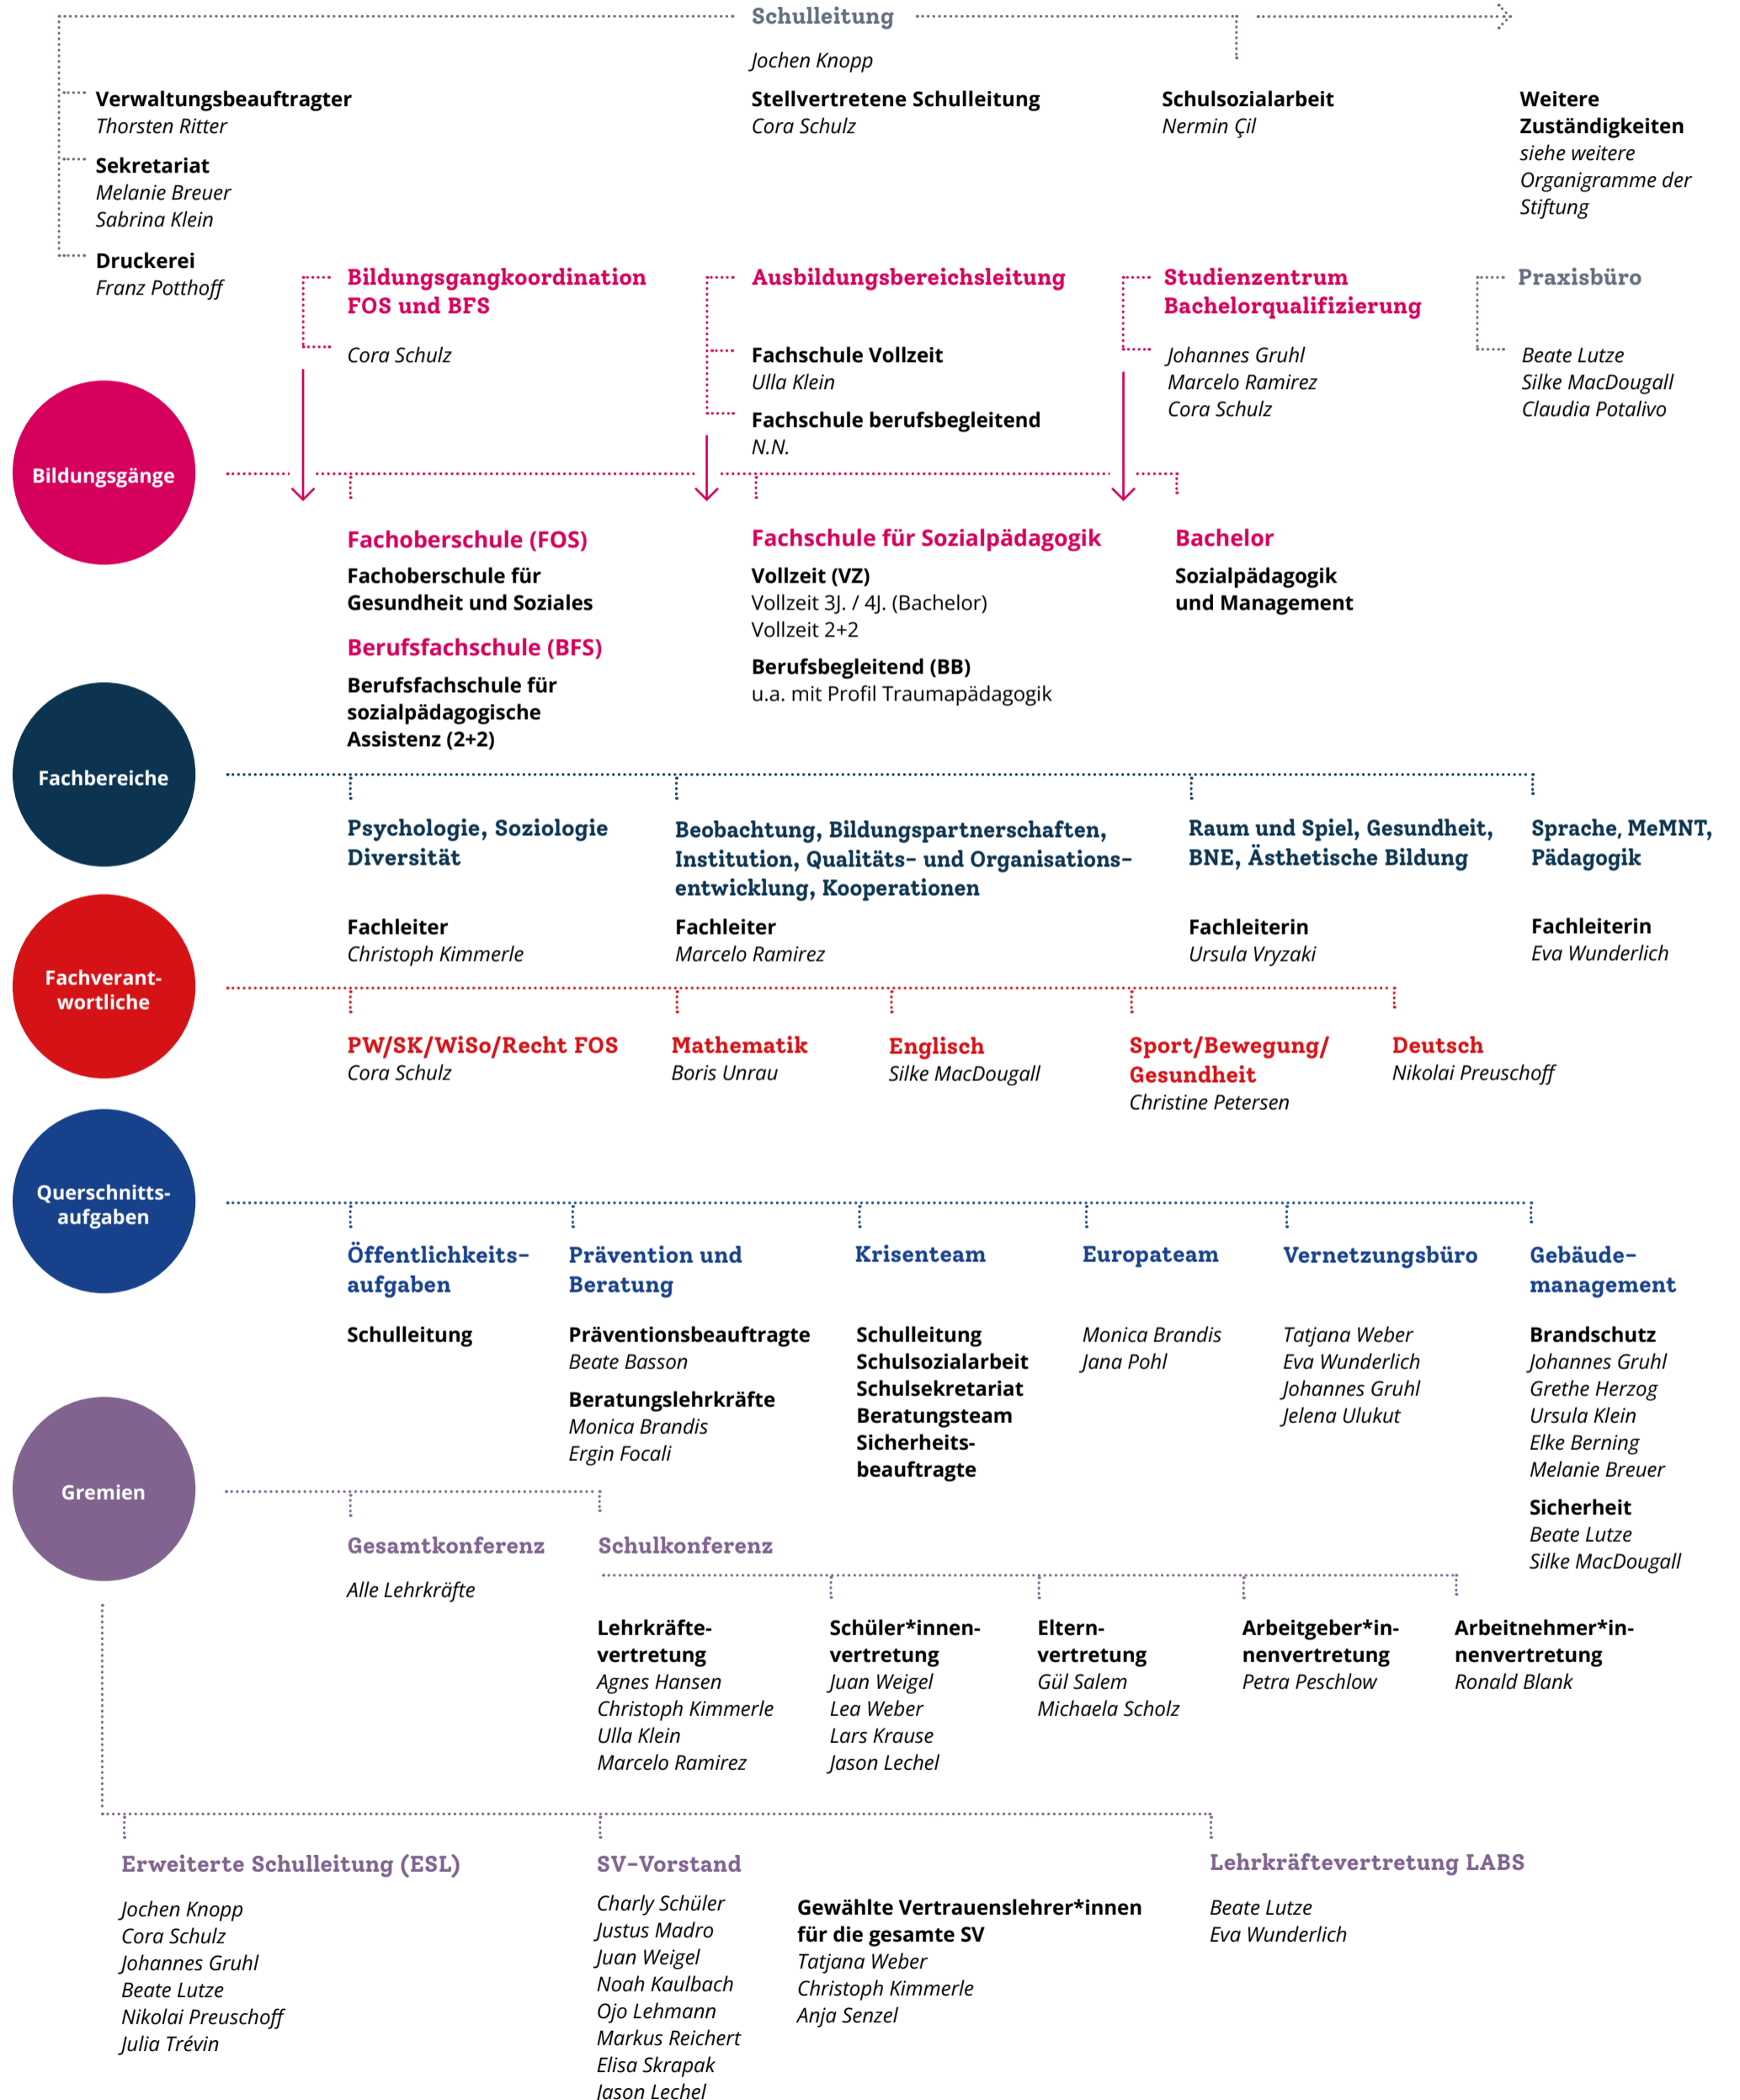 Schulleitung
Jochen Knopp
Verwaltungsbeauftragter
Thorsten Ritter
Sekretariat
Melanie Breuer
Sabrina Klein
Druckerei
Franz Potthoff
Stellvertretene Schulleitung
Cora Schulz
Schulsozialarbeit
Nermin Çil
Weitere
Zuständigkeiten
siehe weitere
Organigramme der
Stiftung
Bildungsgangkoordination
FOS und BFS
Cora Schulz
Ausbildungsbereichsleitung
Fachschule Vollzeit
Ulla Klein
Fachschule berufsbegleitend
N.N.
Studienzentrum
Bachelorqualifizierung
Johannes Gruhl
Marcelo Ramirez
Cora Schulz
Praxisbüro
Beate Lutze
Silke MacDougall
Claudia Potalivo
Bildungsgänge
Fachoberschule (FOS)
Fachoberschule für
Gesundheit und Soziales
Berufsfachschule (BFS)
Berufsfachschule für
sozialpädagogische
Assistenz (2+2)
Fachschule für Sozialpädagogik
Vollzeit (VZ)
Vollzeit 3J. / 4J. (Bachelor)
Vollzeit 2+2
Berufsbegleitend (BB)
u.a. mit Profil Traumapädagogik
Bachelor
Sozialpädagogik
und Management
Fachbereiche
Psychologie, Soziologie
Diversität
Fachleiter
Christoph Kimmerle
Beobachtung, Bildungspartnerschaften,
Institution, Qualitäts- und Organisations-
entwicklung, Kooperationen
Fachleiter
Marcelo Ramirez
Raum und Spiel, Gesundheit,
BNE, Ästhetische Bildung
Fachleiterin
Ursula Vryzaki
Sprache, MeMNT,
Pädagogik
Fachleiterin
Eva Wunderlich
Fachverant-
wortliche
PW/SK/WiSo/Recht FOS
Cora Schulz
Mathematik
Boris Unrau
Englisch
Silke MacDougall
Sport/Bewegung/
Gesundheit
Christine Petersen
Deutsch
Nikolai Preuschoff
Querschnitts-
aufgaben
Öffentlichkeits-
aufgaben
Schulleitung
Prävention und
Beratung
Präventionsbeauftragte
Beate Basson
Beratungslehrkräfte
Monica Brandis
Ergin Focali
Krisenteam
Schulleitung
Schulsozialarbeit
Schulsekretariat
Beratungsteam
Sicherheits-
beauftragte
Europateam
Monica Brandis
Jana Pohl
Vernetzungsbüro
Tatjana Weber
Eva Wunderlich
Johannes Gruhl
Jelena Ulukut
Gebäude-
management
Brandschutz
Johannes Gruhl
Grethe Herzog
Ursula Klein
Elke Berning
Melanie Breuer
Sicherheit
Beate Lutze
Silke MacDougall
Gremien
Gesamtkonferenz
Alle Lehrkräfte
Schulkonferenz
Lehrkräfte-
vertretung
Agnes Hansen
Christoph Kimmerle
Ulla Klein
Marcelo Ramirez
Schüler*innen-
vertretung
Juan Weigel
Lea Weber
Lars Krause
Jason Lechel
Eltern-
vertretung
Gül Salem
Michaela Scholz
Arbeitgeber*in-
nenvertretung
Petra Peschlow
Arbeitnehmer*in-
nenvertretung
Ronald Blank
Erweiterte Schulleitung (ESL)
Jochen Knopp
Cora Schulz
Johannes Gruhl
Beate Lutze
Nikolai Preuschoff
Julia Trévin
SV-Vorstand
Charly Schüler
Justus Madro
Juan Weigel
Noah Kaulbach
Ojo Lehmann
Markus Reichert
Elisa Skrapak
Jason Lechel
Gewählte Vertrauenslehrer*innen
für die gesamte SV
Tatjana Weber
Christoph Kimmerle
Anja Senzel
Lehrkräftevertretung LABS
Beate Lutze
Eva Wunderlich